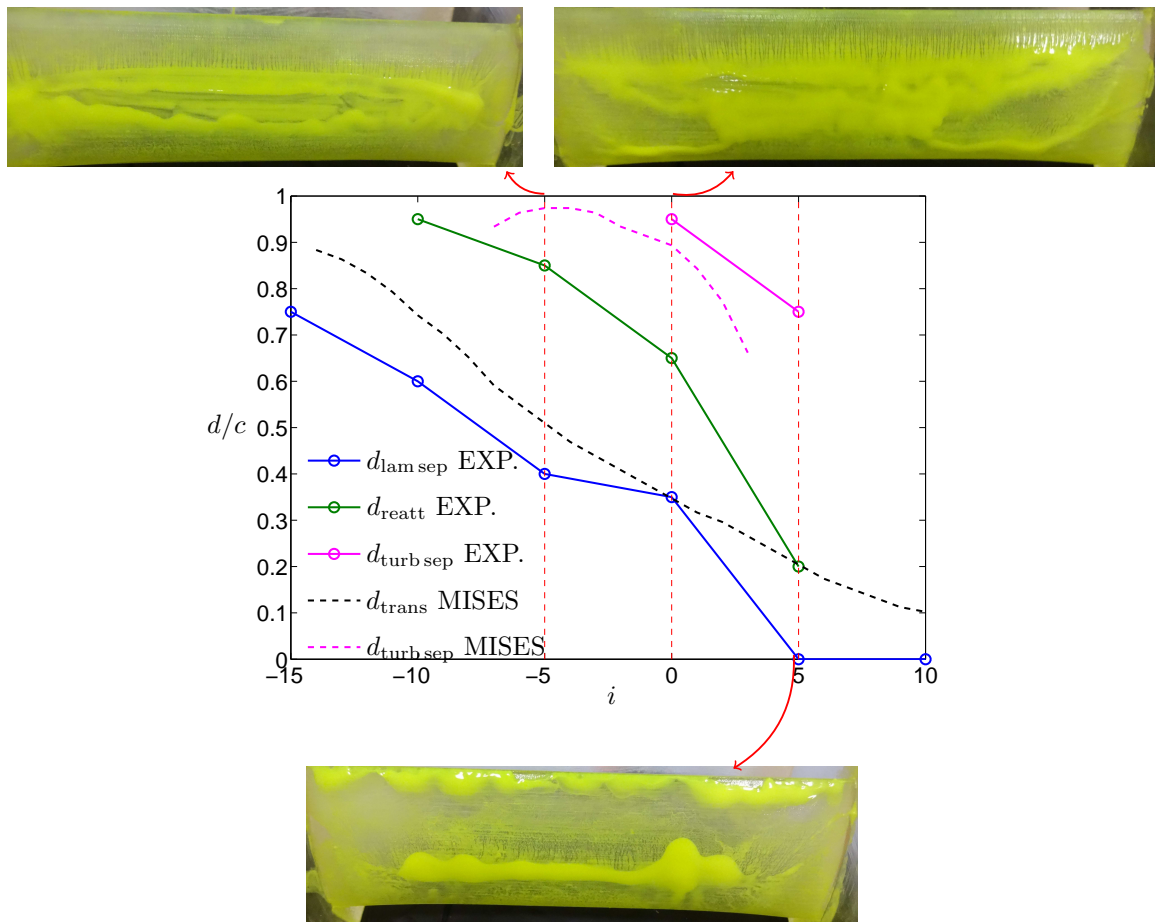 1
0.9
0.8
0.7
0.6
d/c
0.5
0.4
d_lam sep EXP.
0.3
d_reatt EXP.
0.2
d_turb sep EXP.
0.1
d_trans MISES
0
d_turb sep MISES
−15 −10 −5 0 5 10
i